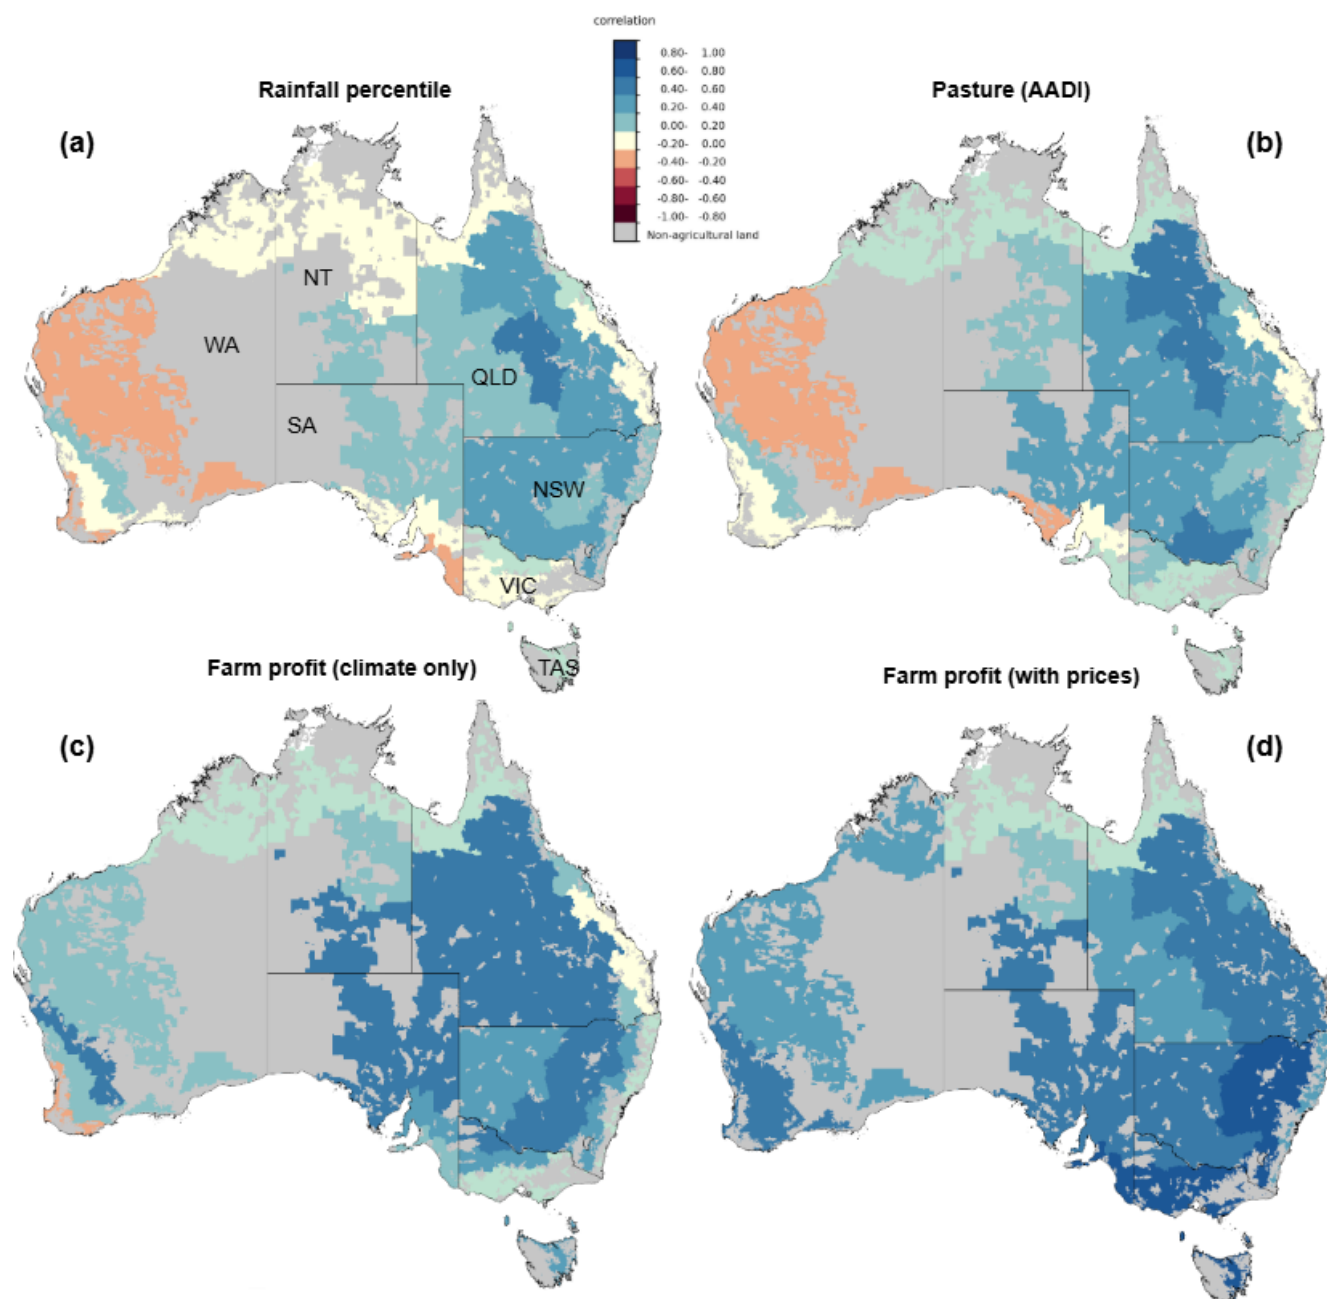 correlation
0.80- 1.00
0.60- 0.80
0.40- 0.60
0.20- 0.40
0.00- 0.20
-0.20- 0.00
-0.40- -0.20
-0.60- -0.40
-0.80- -0.60
-1.00- -0.80
Non-agricultural land
Rainfall percentile
Pasture (AADI)
(a)
(b)
NT
WA
QLD
SA
NSW
VIC
TAS
Farm profit (climate only)
Farm profit (with prices)
(c)
(d)